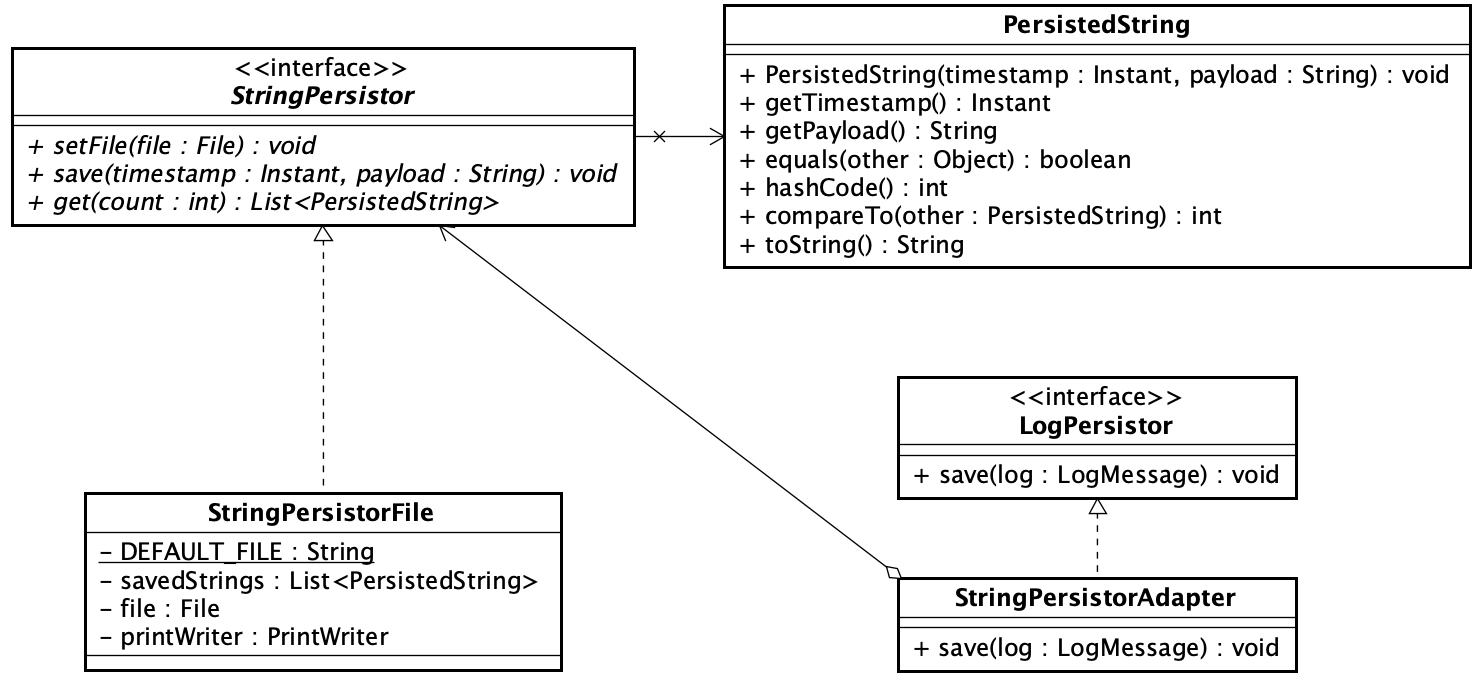 <<interface>>
StringPersistor
+ setFile(file : File) : void
+ save(timestamp : Instant, payload : String) : void
+ get(count : int) : List<PersistedString>
PersistedString
+ PersistedString(timestamp : Instant, payload : String) : void
+ getTimestamp() : Instant
+ getPayload() : String
+ equals(other : Object) : boolean
+ hashCode() : int
+ compareTo(other : PersistedString) : int
+ toString() : String
<<interface>>
LogPersistor
+ save(log : LogMessage) : void
StringPersistorFile
- DEFAULT_FILE : String
- savedStrings : List<PersistedString>
- file : File
- printWriter : PrintWriter
StringPersistorAdapter
+ save(log : LogMessage) : void